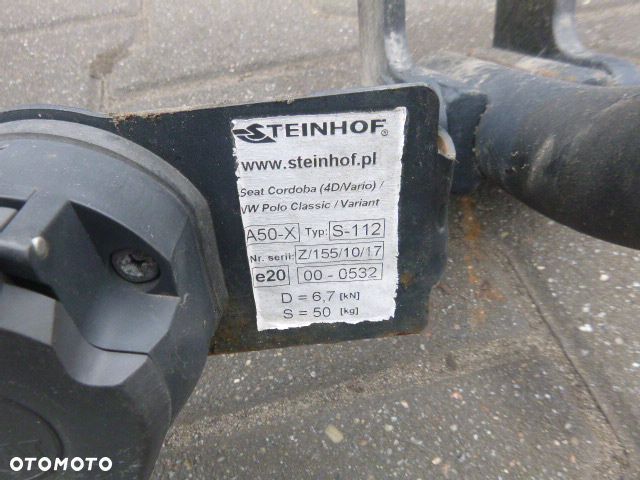 STEINHOF®
www.steinhof.pl
Seat Cordoba (4D/Vario) /
VW Polo Classic / Variant
A50-X Typ: S-112
Nr. serii: Z/155/10/17
e20 00 - 0532
D = 6,7 [kN]
S = 50 [kg]
OTOMOTO